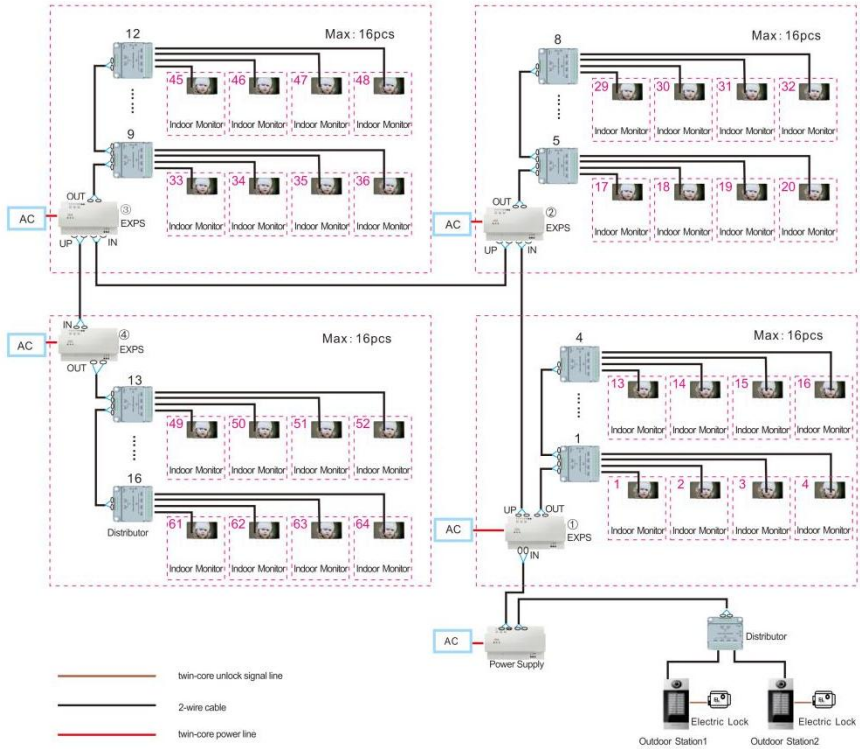 12
Max: 16pcs
45 46 47 48
Indoor Monitor Indoor Monitor Indoor Monitor Indoor Monitor
9
33 34 35 36
Indoor Monitor Indoor Monitor Indoor Monitor Indoor Monitor
OUT
③
AC
EXPS
UP IN
8
Max: 16pcs
29 30 31 32
Indoor Monitor Indoor Monitor Indoor Monitor Indoor Monitor
5
17 18 19 20
Indoor Monitor Indoor Monitor Indoor Monitor Indoor Monitor
OUT
②
AC
EXPS
UP IN
IN
④
AC
EXPS
OUT
Max: 16pcs
13
49 50 51 52
Indoor Monitor Indoor Monitor Indoor Monitor Indoor Monitor
16
Distributor
61 62 63 64
Indoor Monitor Indoor Monitor Indoor Monitor Indoor Monitor
4
Max: 16pcs
13 14 15 16
Indoor Monitor Indoor Monitor Indoor Monitor Indoor Monitor
1
1 2 3 4
Indoor Monitor Indoor Monitor Indoor Monitor Indoor Monitor
UP OUT
①
AC
EXPS
IN
AC
Power Supply
Distributor
EL
Electric Lock
Outdoor Station1
EL
Electric Lock
Outdoor Station2
twin-core unlock signal line
2-wire cable
twin-core power line